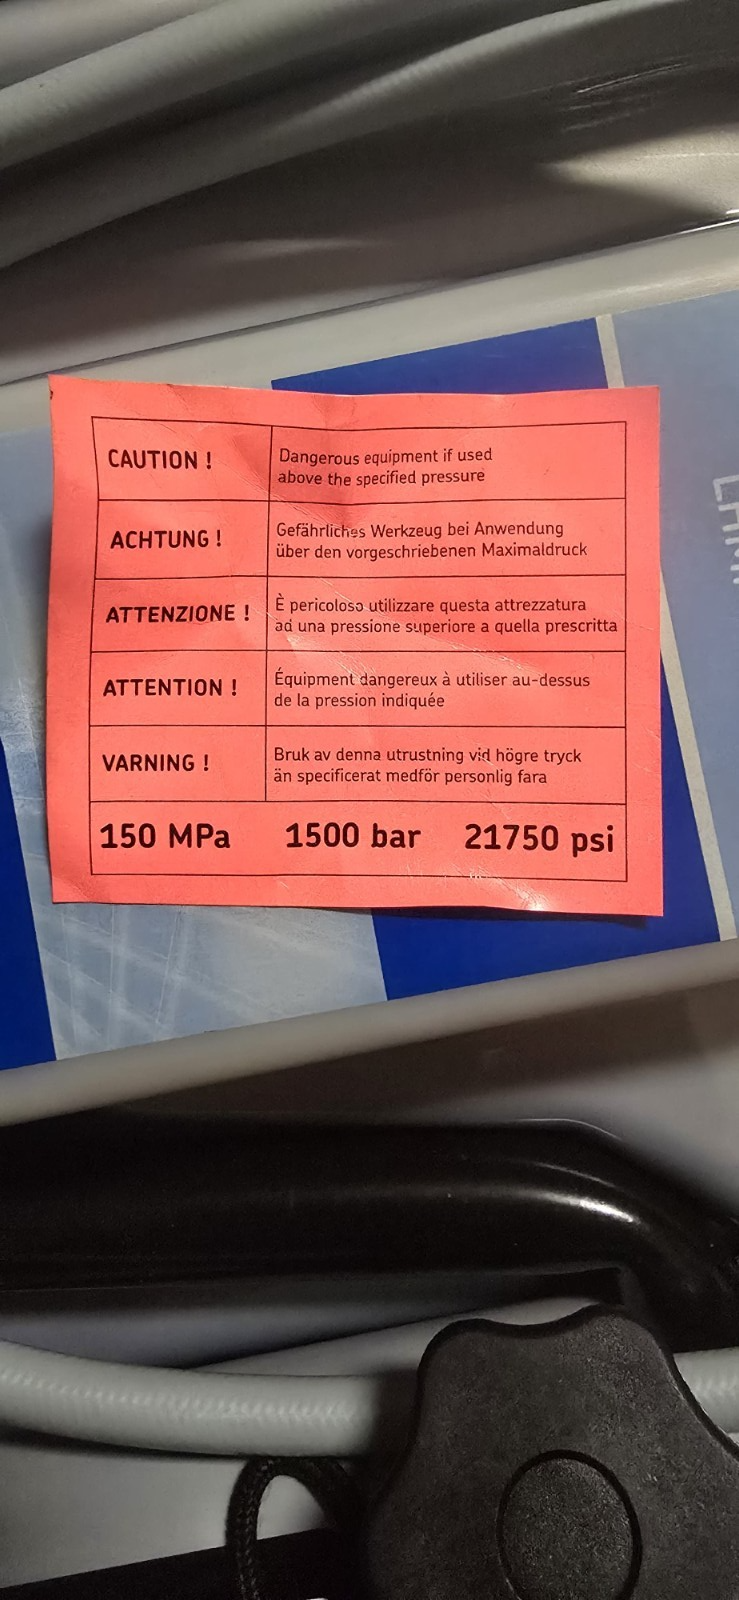 CAUTION !
Dangerous equipment if used
above the specified pressure
ACHTUNG !
Gefährliches Werkzeug bei Anwendung
über den vorgeschriebenen Maximaldruck
ATTENZIONE !
È pericoloso utilizzare questa attrezzatura
ad una pressione superiore a quella prescritta
ATTENTION !
Équipment dangereux à utiliser au-dessus
de la pression indiquée
VARNING !
Bruk av denna utrustning vid högre tryck
än specificerat medför personlig fara
150 MPa 1500 bar 21750 psi